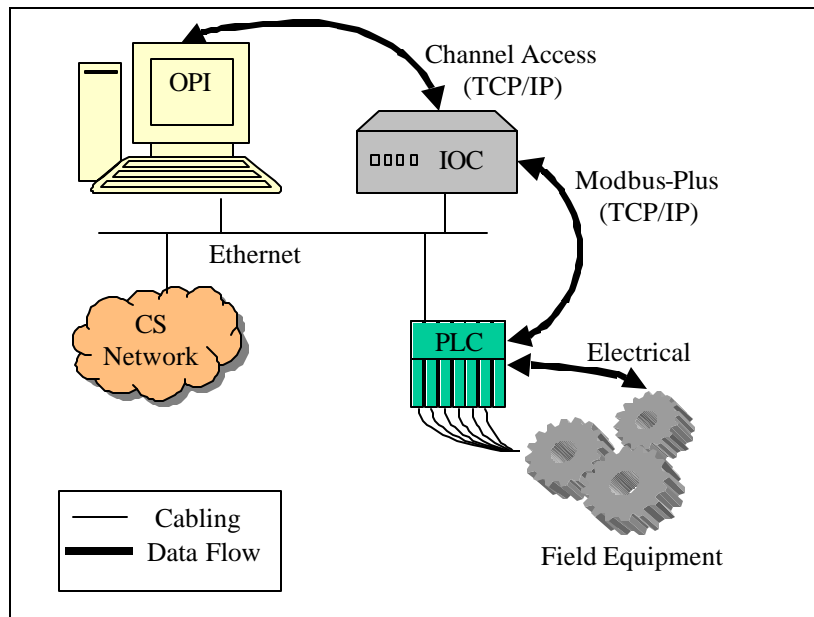 OPI
Channel Access
(TCP/IP)
IOC
Modbus-Plus
(TCP/IP)
Ethernet
CS
Network
PLC
Electrical
Cabling
Data Flow
Field Equipment